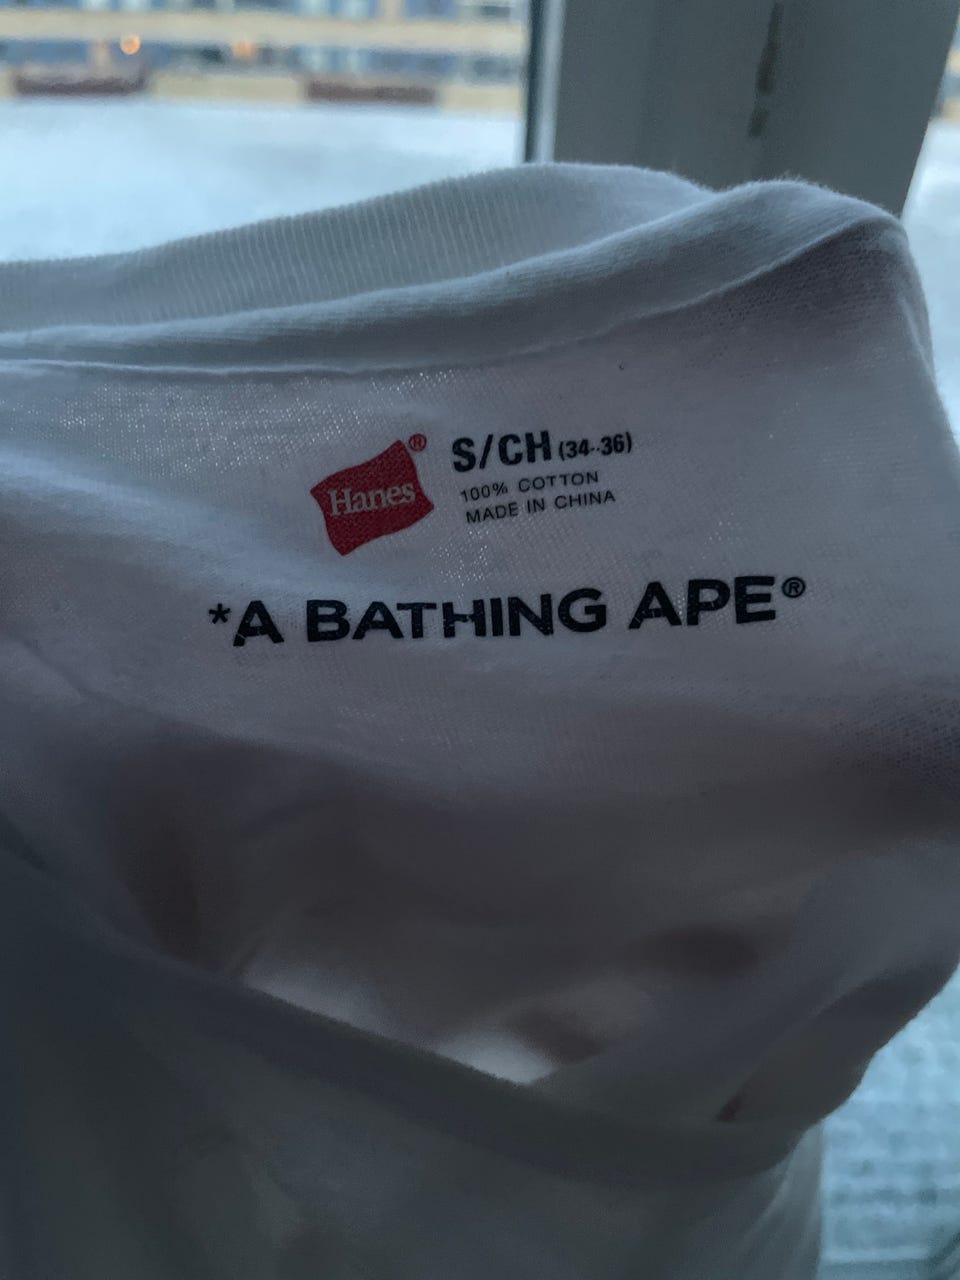 Hanes®
S/CH (34-36)
100% COTTON
MADE IN CHINA
*A BATHING APE®